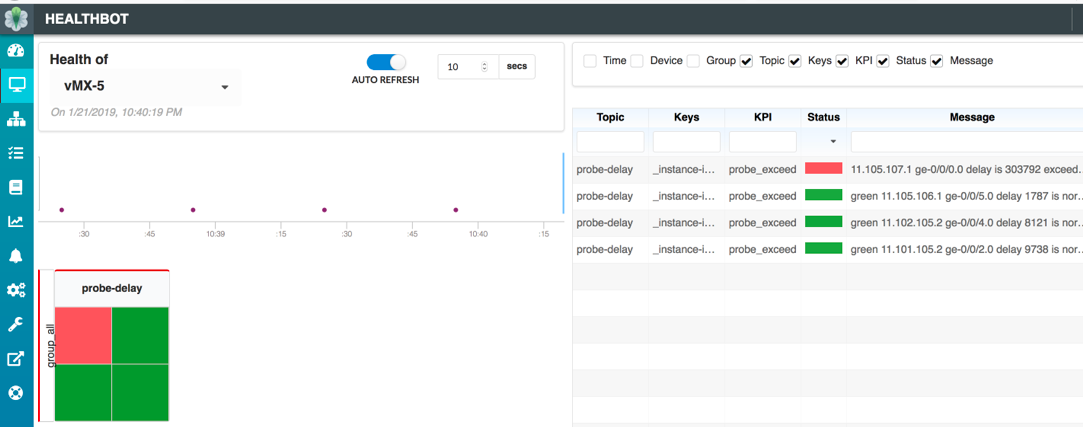 HEALTHBOT
Health of
vMX-5
On 1/21/2019, 10:40:19 PM
AUTO REFRESH
10 secs
:30 :45 10:39 :15 :30 :45 10:40 :15
probe-delay
group_all
Time Device Group Topic Keys KPI Status Message
Topic Keys KPI Status Message
probe-delay _instance-i... probe_exceed 11.105.107.1 ge-0/0/0.0 delay is 303792 exceed...
probe-delay _instance-i... probe_exceed green 11.105.106.1 ge-0/0/5.0 delay 1787 is nor...
probe-delay _instance-i... probe_exceed green 11.102.105.2 ge-0/0/4.0 delay 8121 is nor...
probe-delay _instance-i... probe_exceed green 11.101.105.2 ge-0/0/2.0 delay 9738 is nor...